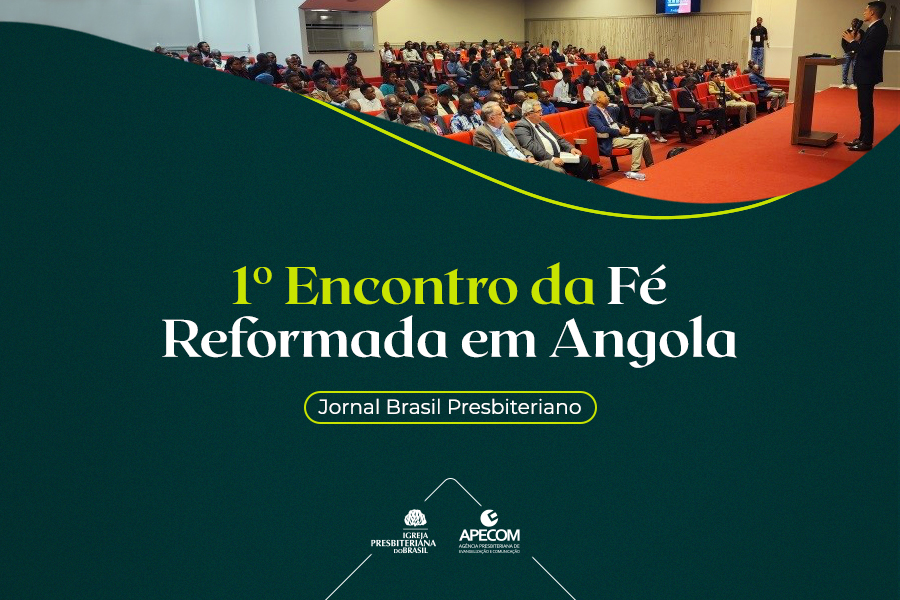 1º Encontro da Fé
Reformada em Angola
Jornal Brasil Presbiteriano
IGREJA
PRESBITERIANA
DO BRASIL
APECOM
AGÊNCIA PRESBITERIANA DE
EVANGELIZAÇÃO E COMUNICAÇÃO